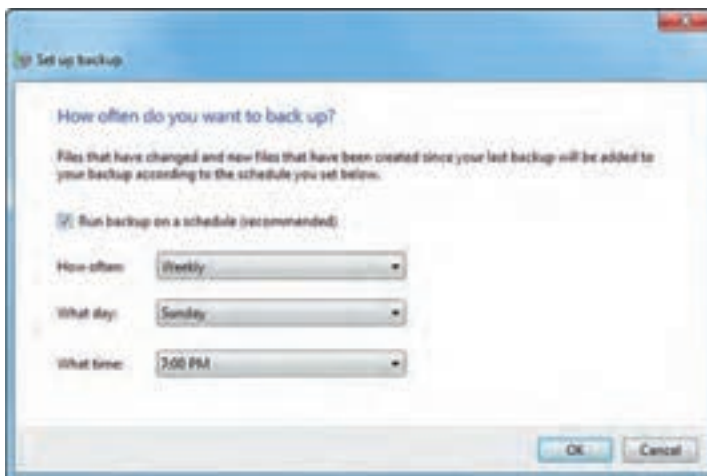 Set up backup
How often do you want to back up?
Files that have changed and new files that have been created since your last backup will be added to
your backup according to the schedule you set below.
Run backup on a schedule (recommended)
How often: Weekly
What day: Sunday
What time: 7:00 PM
OK Cancel